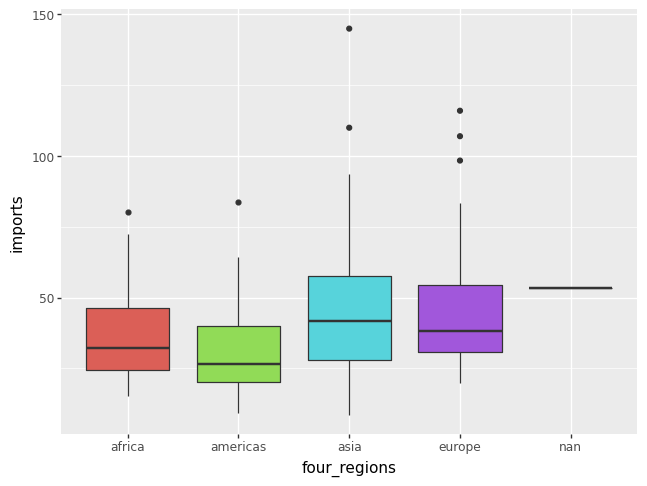 150
100
50
imports
africa americas asia europe nan
four_regions